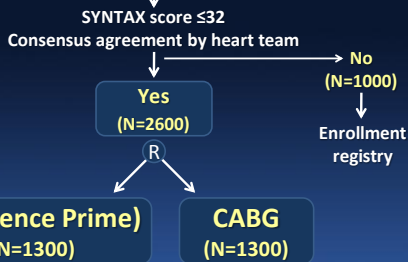 SYNTAX score ≤32
Consensus agreement by heart team
No
(N=1000)
Yes
(N=2600)
Enrollment
registry
R
ence Prime)
N=1300)
CABG
(N=1300)